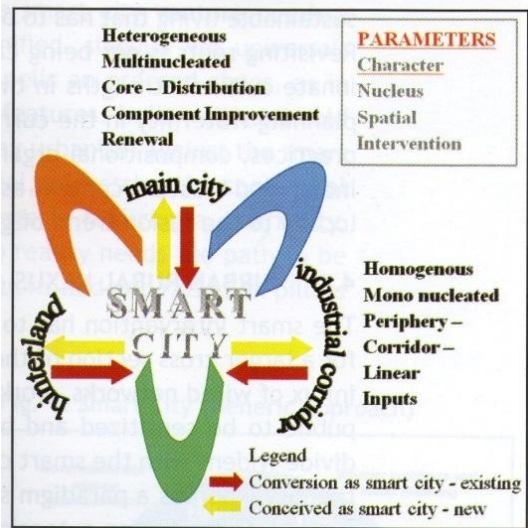 Heterogeneous
Multinucleated
Core – Distribution
Component Improvement
Renewal
PARAMETERS
Character
Nucleus
Spatial
Intervention
main city
hinterland
industrial corridor
SMART
CITY
Homogenous
Mono nucleated
Periphery –
Corridor –
Linear
Inputs
Legend
Conversion as smart city - existing
Conceived as smart city - new